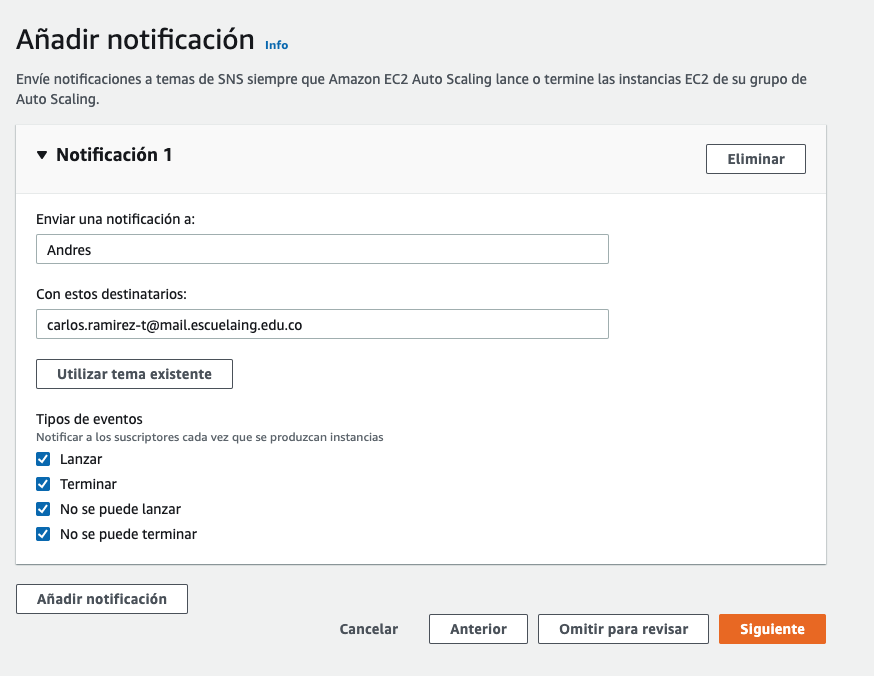 Añadir notificación Info
Envíe notificaciones a temas de SNS siempre que Amazon EC2 Auto Scaling lance o termine las instancias EC2 de su grupo de
Auto Scaling.
Notificación 1
Eliminar
Enviar una notificación a:
Andres
Con estos destinatarios:
carlos.ramirez-t@mail.escuelaing.edu.co
Utilizar tema existente
Tipos de eventos
Notificar a los suscriptores cada vez que se produzcan instancias
Lanzar
Terminar
No se puede lanzar
No se puede terminar
Añadir notificación
Cancelar Anterior Omitir para revisar Siguiente